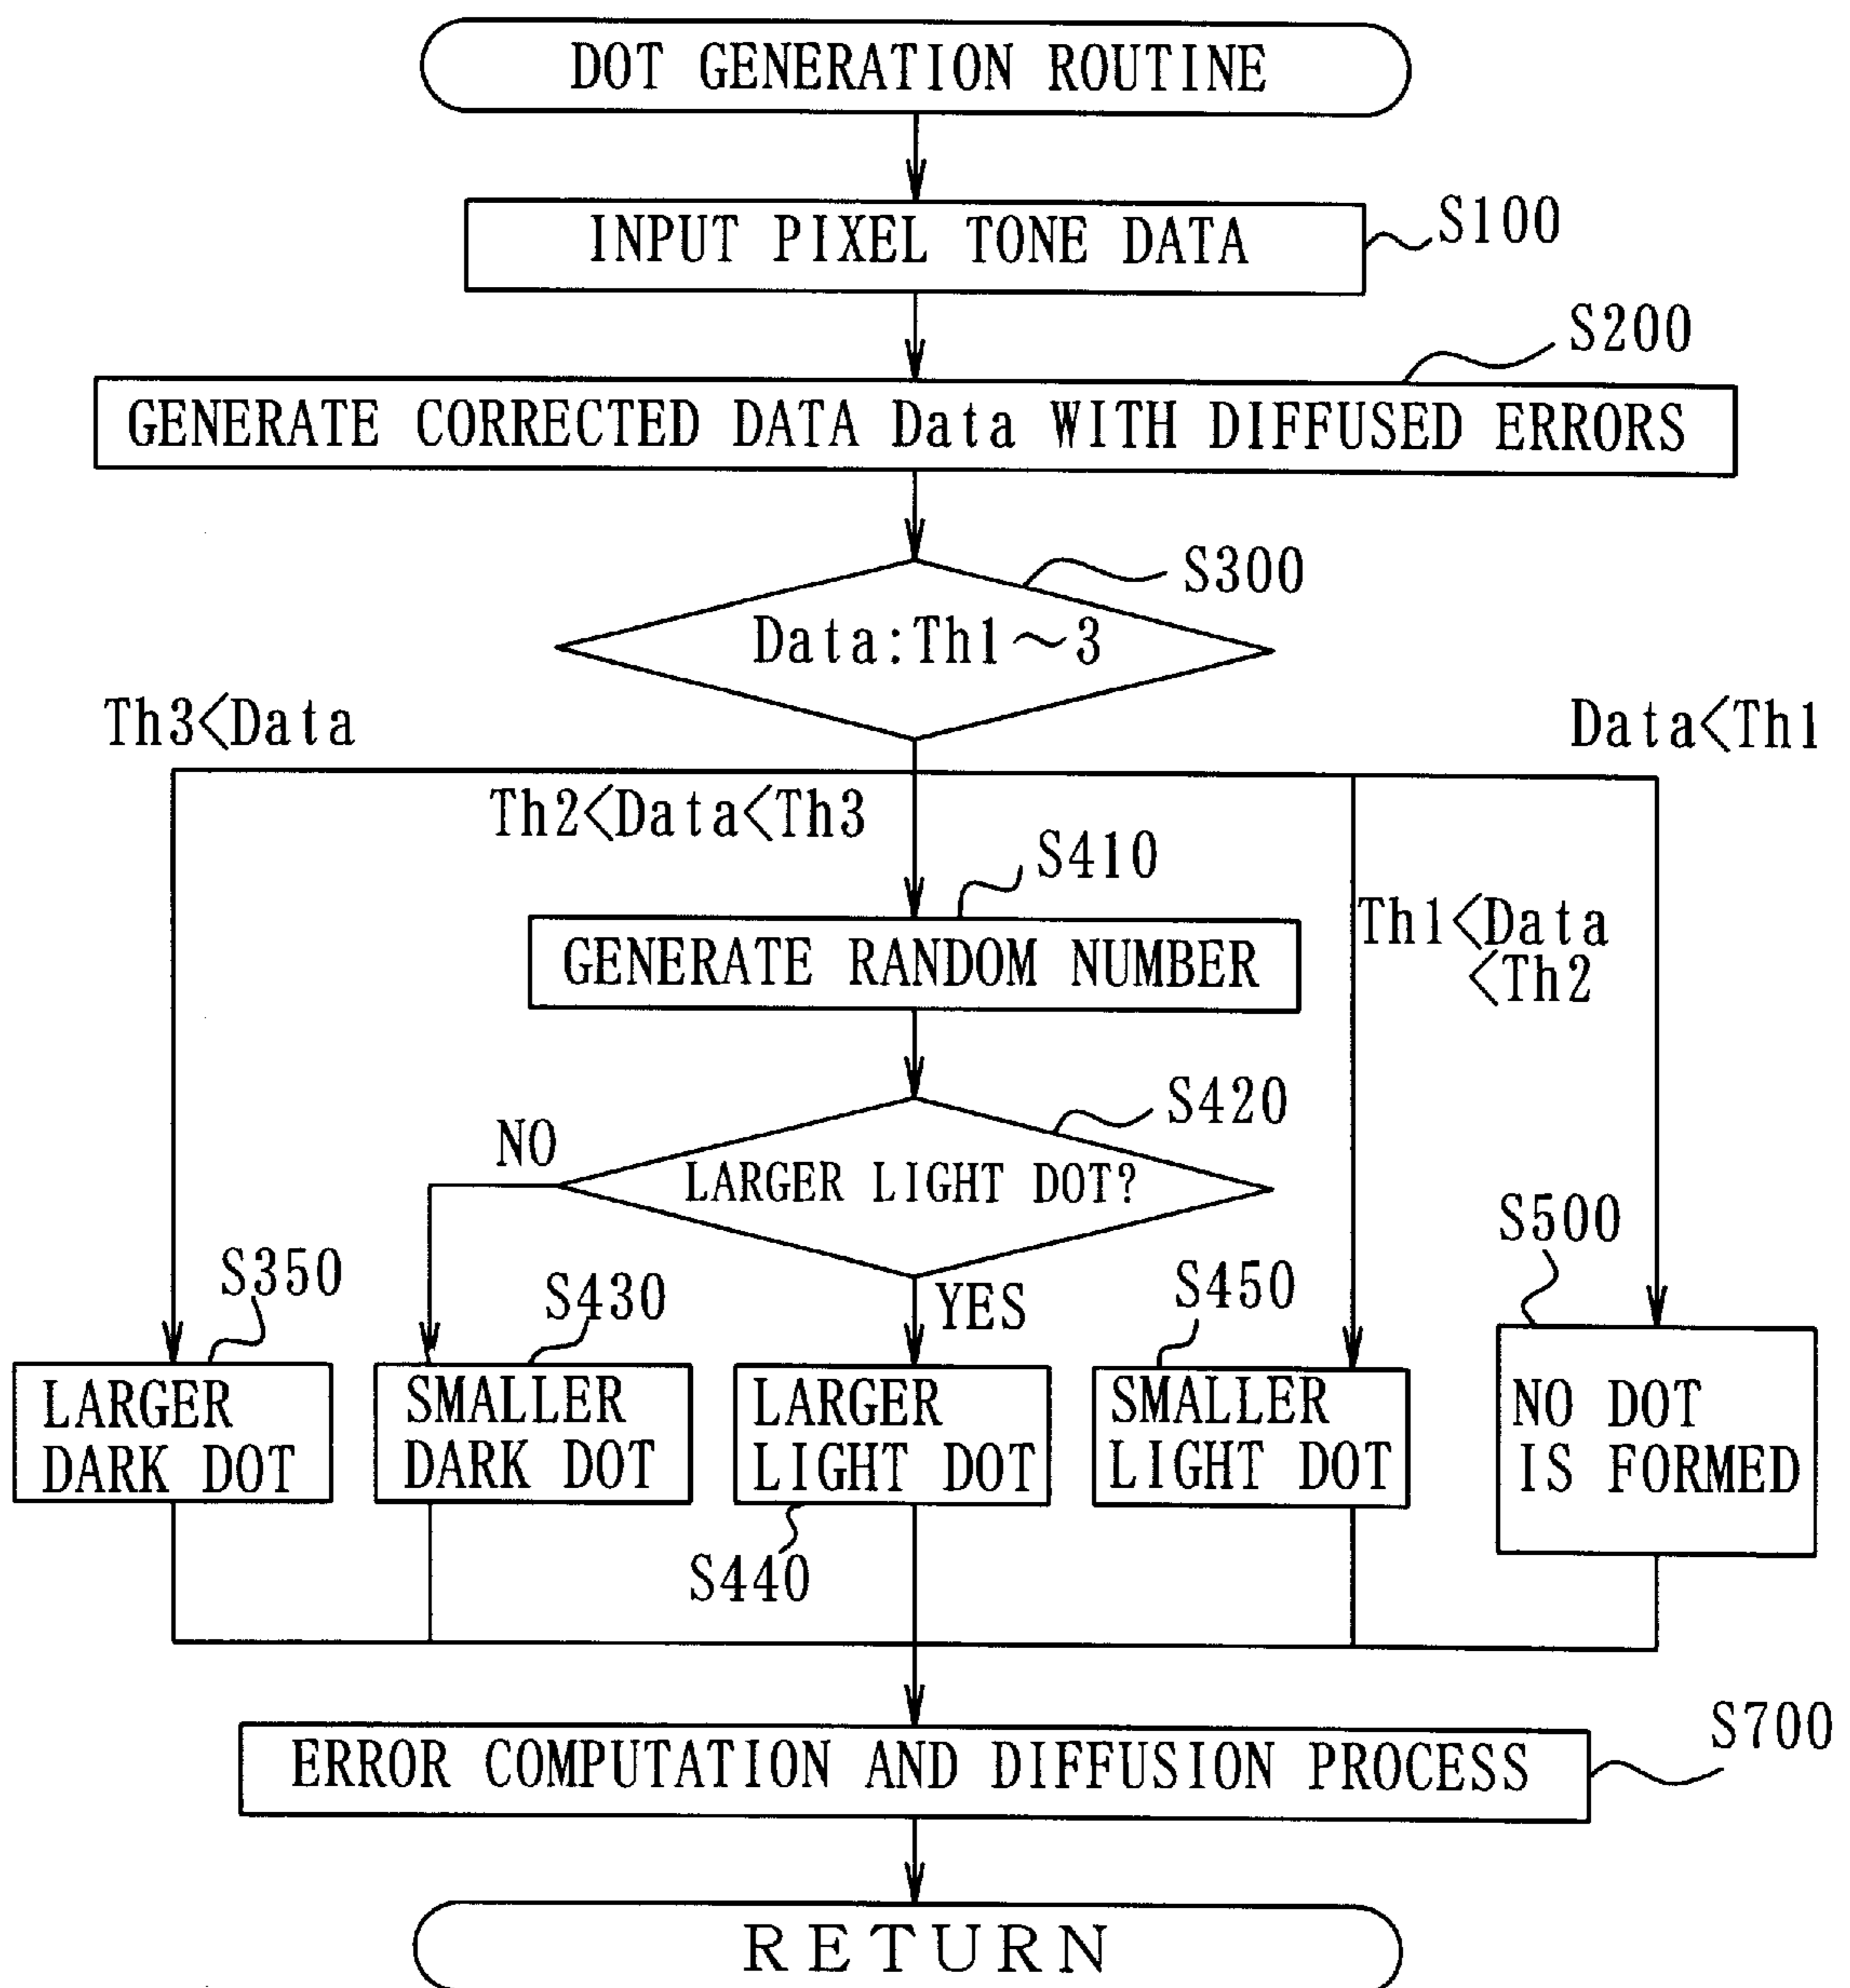 DOT GENERATION ROUTINE
INPUT PIXEL TONE DATA
S100
S200
GENERATE CORRECTED DATA Data WITH DIFFUSED ERRORS
S300
Data:Th1～3
Th3<Data
Data<Th1
Th2<Data<Th3
S410
Th1<Data
<Th2
GENERATE RANDOM NUMBER
S420
NO
LARGER LIGHT DOT?
S500
S350
S430
YES
S450
LARGER
DARK DOT
SMALLER
DARK DOT
LARGER
LIGHT DOT
SMALLER
LIGHT DOT
NO DOT
IS FORMED
S440
S700
ERROR COMPUTATION AND DIFFUSION PROCESS
RETURN